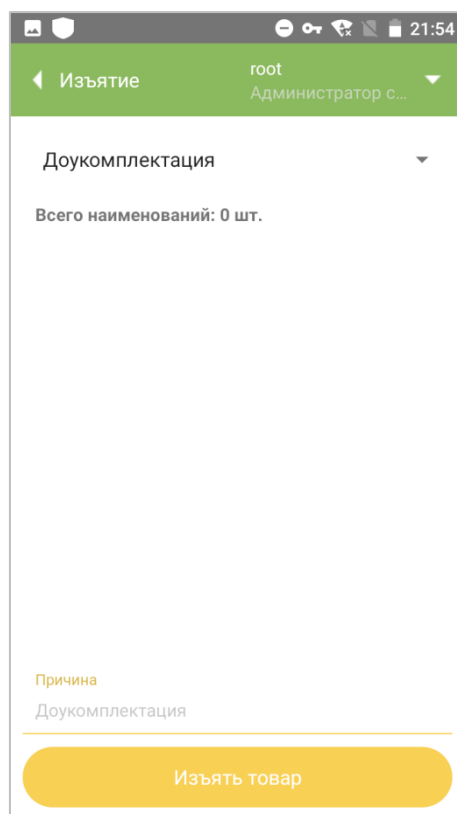 21:54
Изъятие
root
Администратор с...
Доукомплектация
Всего наименований: 0 шт.
Причина
Доукомплектация
Изъять товар